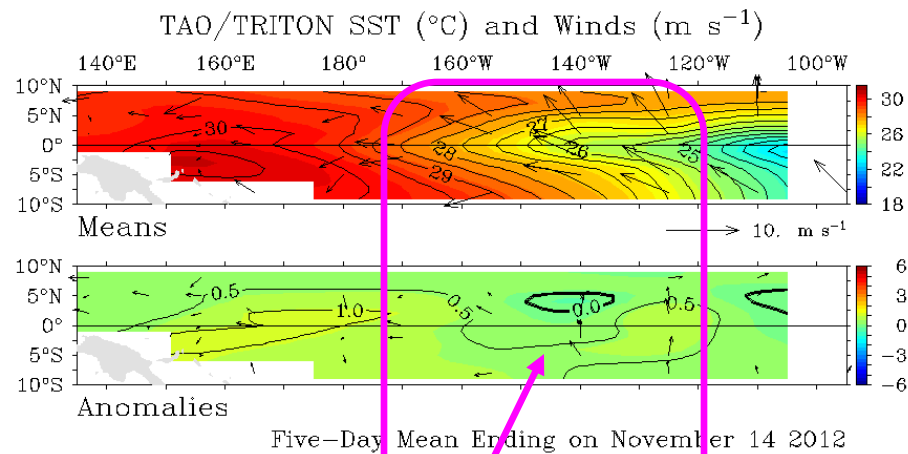 TAO/TRITON SST (°C) and Winds (m s⁻¹)
140°E 160°E 180° 160°W 140°W 120°W 100°W
10°N
5°N
0°
5°S
10°S
30
28
29
27
26
25
30
28
26
24
22
20
18
Means
10. m s⁻¹
10°N
5°N
0°
5°S
10°S
0.5
1.0
0.5
0.0
0.5
6
3
0
−3
−6
Anomalies
Five-Day Mean Ending on November 14 2012